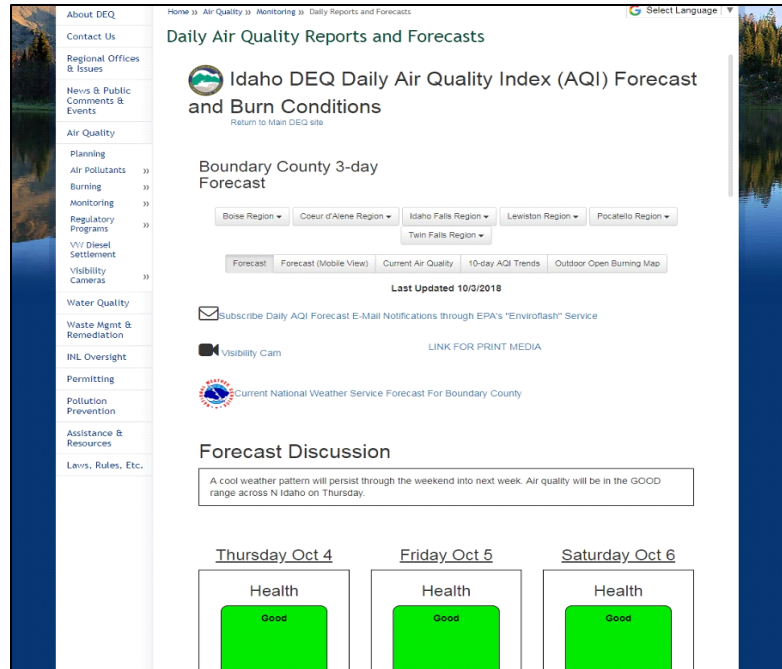 About DEQ
Contact Us
Regional Offices
& Issues
News & Public
Comments &
Events
Air Quality
Planning
Air Pollutants »
Burning »
Monitoring »
Regulatory
Programs »
VW Diesel
Settlement
Visibility
Cameras »
Water Quality
Waste Mgmt &
Remediation
INL Oversight
Permitting
Pollution
Prevention
Assistance &
Resources
Laws, Rules, Etc.
Home » Air Quality » Monitoring » Daily Reports and Forecasts
G Select Language ▼
Daily Air Quality Reports and Forecasts
Idaho DEQ Daily Air Quality Index (AQI) Forecast
and Burn Conditions
Return to Main DEQ site
Boundary County 3-day
Forecast
Boise Region Coeur d'Alene Region Idaho Falls Region Lewiston Region Pocatello Region
Twin Falls Region
Forecast Forecast (Mobile View) Current Air Quality 10-day AQI Trends Outdoor Open Burning Map
Last Updated 10/3/2018
Subscribe Daily AQI Forecast E-Mail Notifications through EPA's "Enviroflash" Service
Visibility Cam LINK FOR PRINT MEDIA
Current National Weather Service Forecast For Boundary County
Forecast Discussion
A cool weather pattern will persist through the weekend into next week. Air quality will be in the GOOD
range across N Idaho on Thursday.
Thursday Oct 4 Friday Oct 5 Saturday Oct 6
Health Health Health
Good Good Good